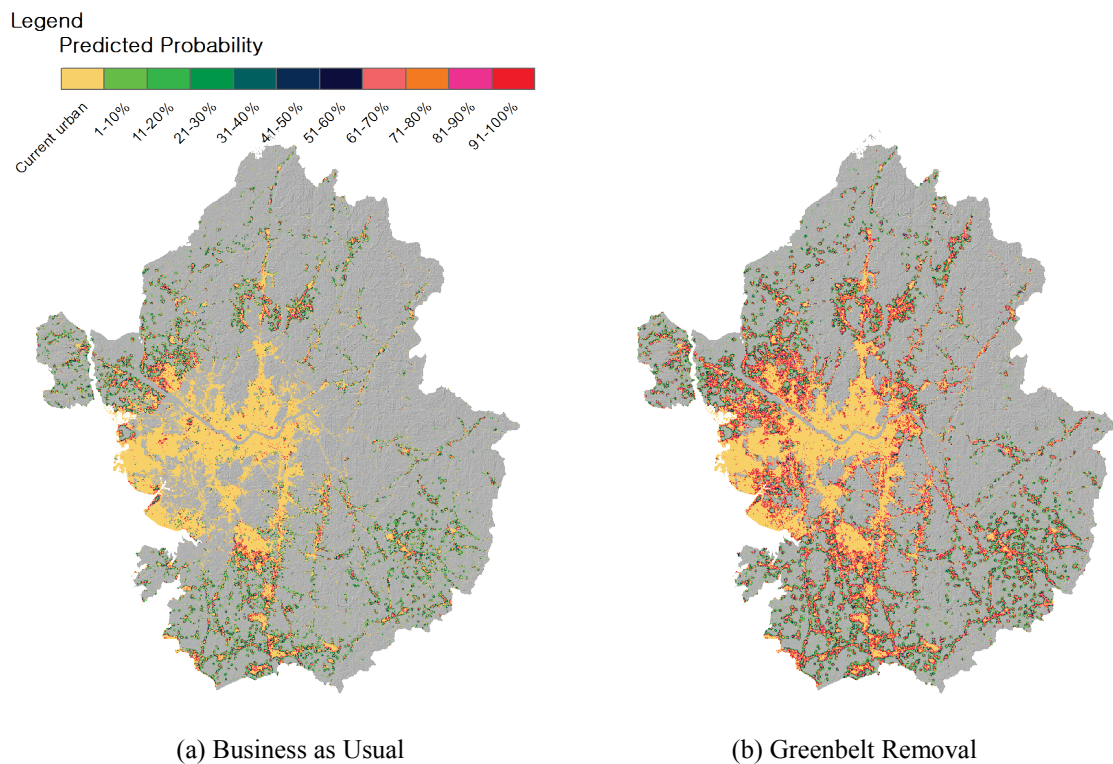 Legend
Predicted Probability
Current urban
1-10%
11-20%
21-30%
31-40%
41-50%
51-60%
61-70%
71-80%
81-90%
91-100%
(a) Business as Usual
(b) Greenbelt Removal